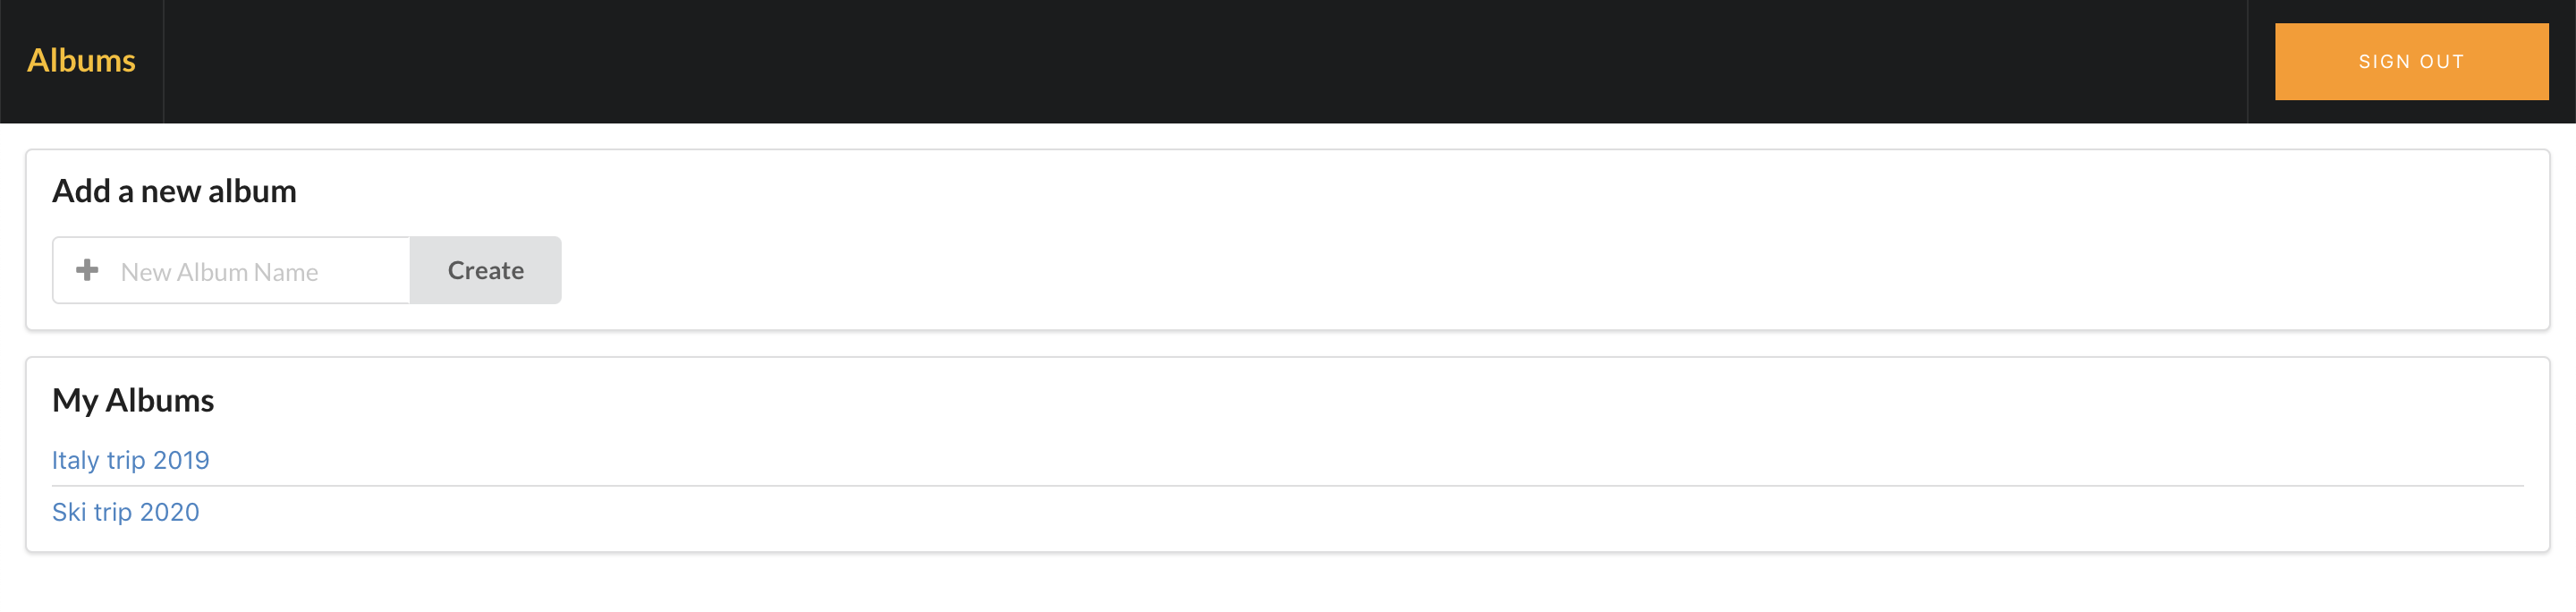 Albums
SIGN OUT
Add a new album
New Album Name
Create
My Albums
Italy trip 2019
Ski trip 2020